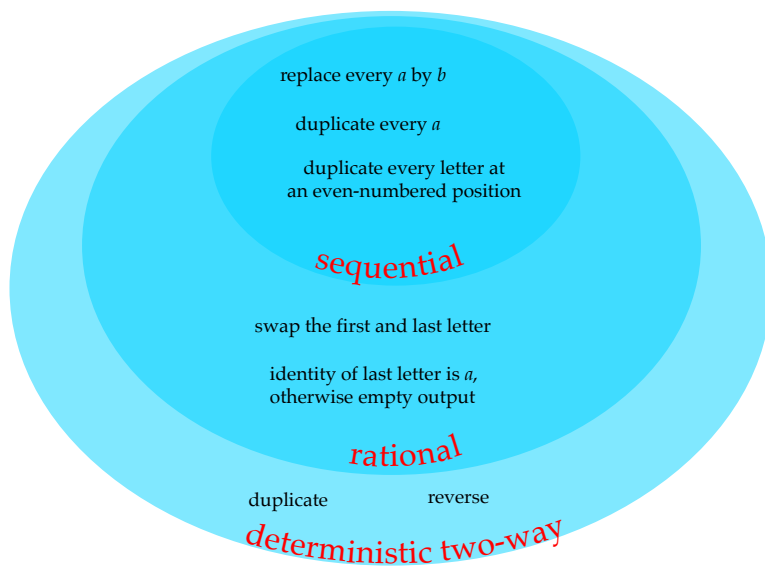 replace every a by b
duplicate every a
duplicate every letter at
an even-numbered position
sequential
swap the first and last letter
identity of last letter is a,
otherwise empty output
rational
duplicate
reverse
deterministic two-way